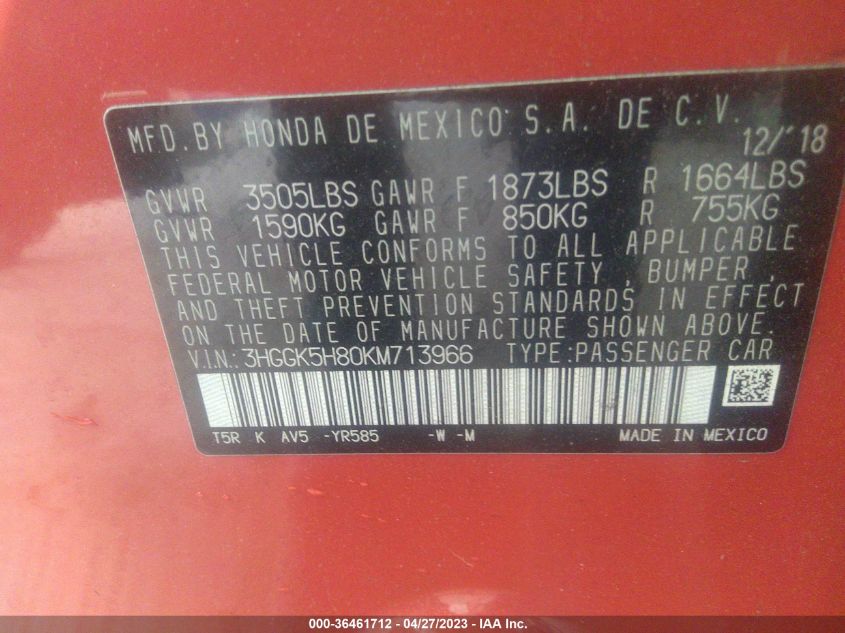 MFD.BY HONDA DE MEXICO S.A. DE C.V.
12/'18
GVWR 3505LBS GAWR F 1873LBS R 1664LBS
GVWR 1590KG GAWR F 850KG R 755KG
THIS VEHICLE CONFORMS TO ALL APPLICABLE
FEDERAL MOTOR VEHICLE SAFETY , BUMPER ,
AND THEFT PREVENTION STANDARDS IN EFFECT
ON THE DATE OF MANUFACTURE SHOWN ABOVE.
V.I.N.: 3HGGK5H80KM713966 TYPE:PASSENGER CAR
T5R K AV5 -YR585 -W -M MADE IN MEXICO
000-36461712 - 04/27/2023 - IAA Inc.